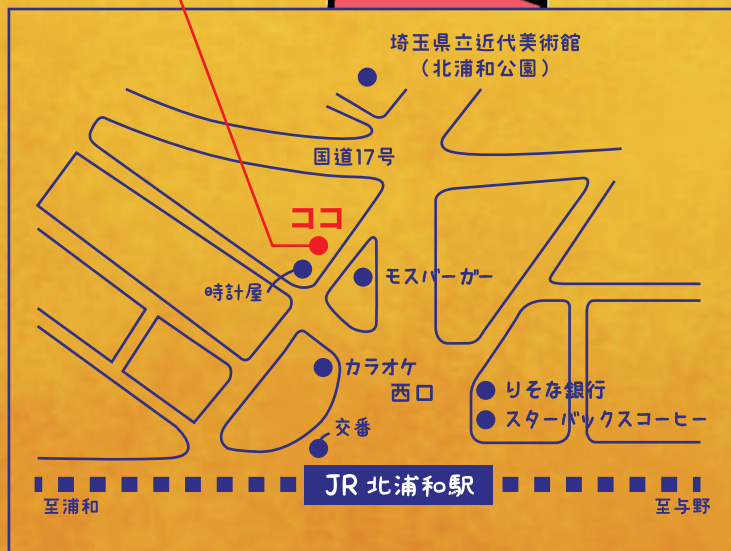 埼玉県立近代美術館
(北浦和公園)
国道17号
ココ
時計屋
モスバーガー
カラオケ
西口
りそな銀行
スターバックスコーヒー
交番
JR 北浦和駅
至浦和
至与野